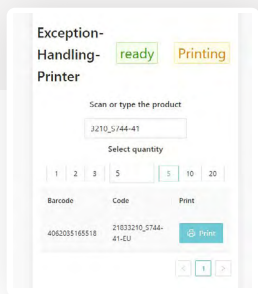 Exception-
Handling-
Printer
ready
Printing
Scan or type the product
3210_S744-41
Select quantity
1 2 3 5 5 10 20
Barcode Code Print
4062035165518 21833210_S744-
41-EU
Print
< 1 >